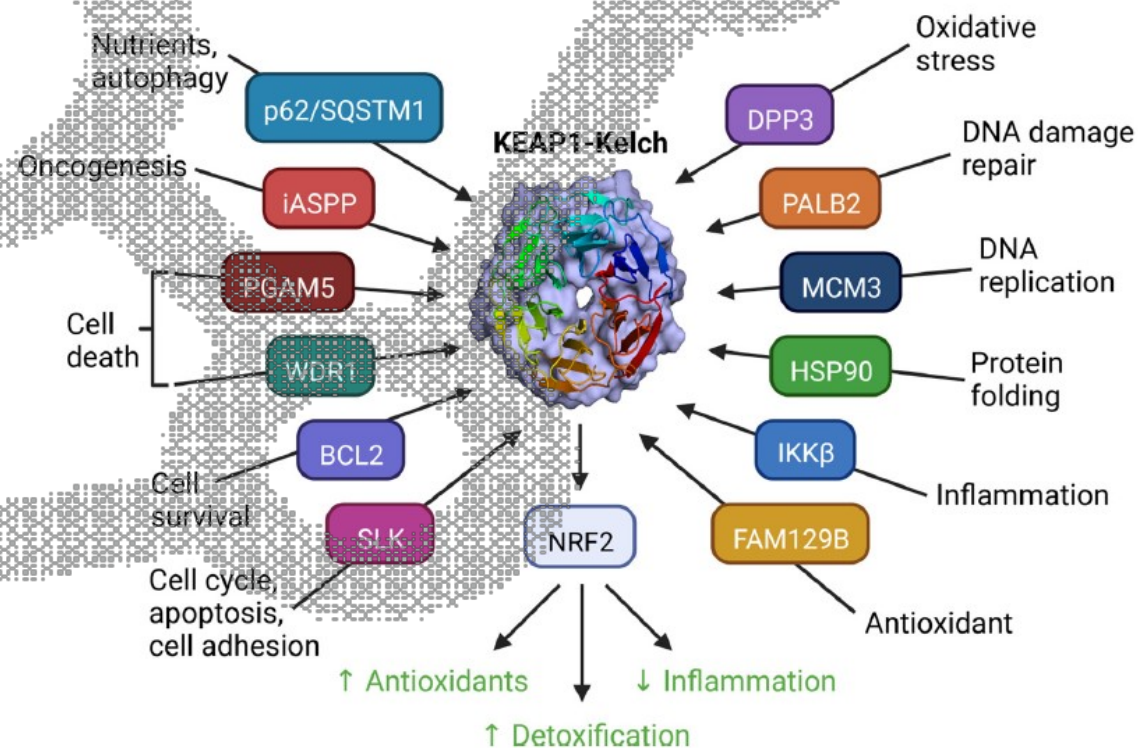 Nutrients,
autophagy
p62/SQSTM1
Oncogenesis
iASPP
PGAM5
Cell
death
WDR1
BCL2
Cell
survival
SLK
Cell cycle,
apoptosis,
cell adhesion
KEAP1-Kelch
Oxidative
stress
DPP3
DNA damage
repair
PALB2
DNA
replication
MCM3
HSP90
Protein
folding
IKKβ
Inflammation
FAM129B
Antioxidant
NRF2
↑ Antioxidants
↓ Inflammation
↑ Detoxification